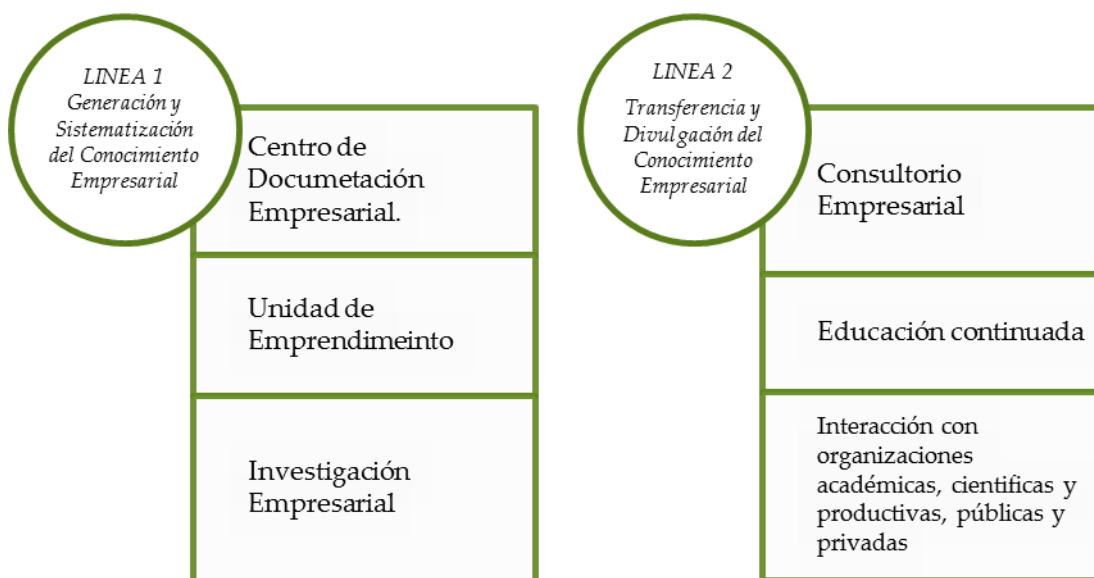 LINEA 1
Generación y
Sistematización
del Conocimiento
Empresarial
Centro de
Documetación
Empresarial.
Unidad de
Emprendimeinto
Investigación
Empresarial
LINEA 2
Transferencia y
Divulgación del
Conocimiento
Empresarial
Consultorio
Empresarial
Educación continuada
Interacción con
organizaciones
académicas, cientificas y
productivas, públicas y
privadas